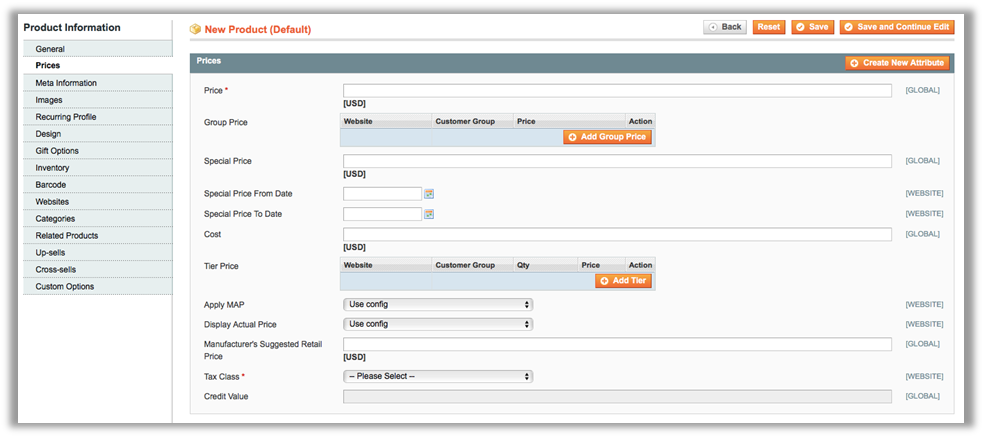 Product Information
General
Prices
Meta Information
Images
Recurring Profile
Design
Gift Options
Inventory
Barcode
Websites
Categories
Related Products
Up-sells
Cross-sells
Custom Options
New Product (Default)
Back Reset Save Save and Continue Edit
Prices Create New Attribute
Price * [GLOBAL]
[USD]
Group Price Website Customer Group Price Action
Add Group Price
Special Price [GLOBAL]
[USD]
Special Price From Date [WEBSITE]
Special Price To Date [WEBSITE]
Cost [GLOBAL]
[USD]
Tier Price Website Customer Group Qty Price Action
Add Tier
Apply MAP Use config [WEBSITE]
Display Actual Price Use config [WEBSITE]
Manufacturer's Suggested Retail [GLOBAL]
Price [USD]
Tax Class * -- Please Select -- [WEBSITE]
Credit Value [GLOBAL]